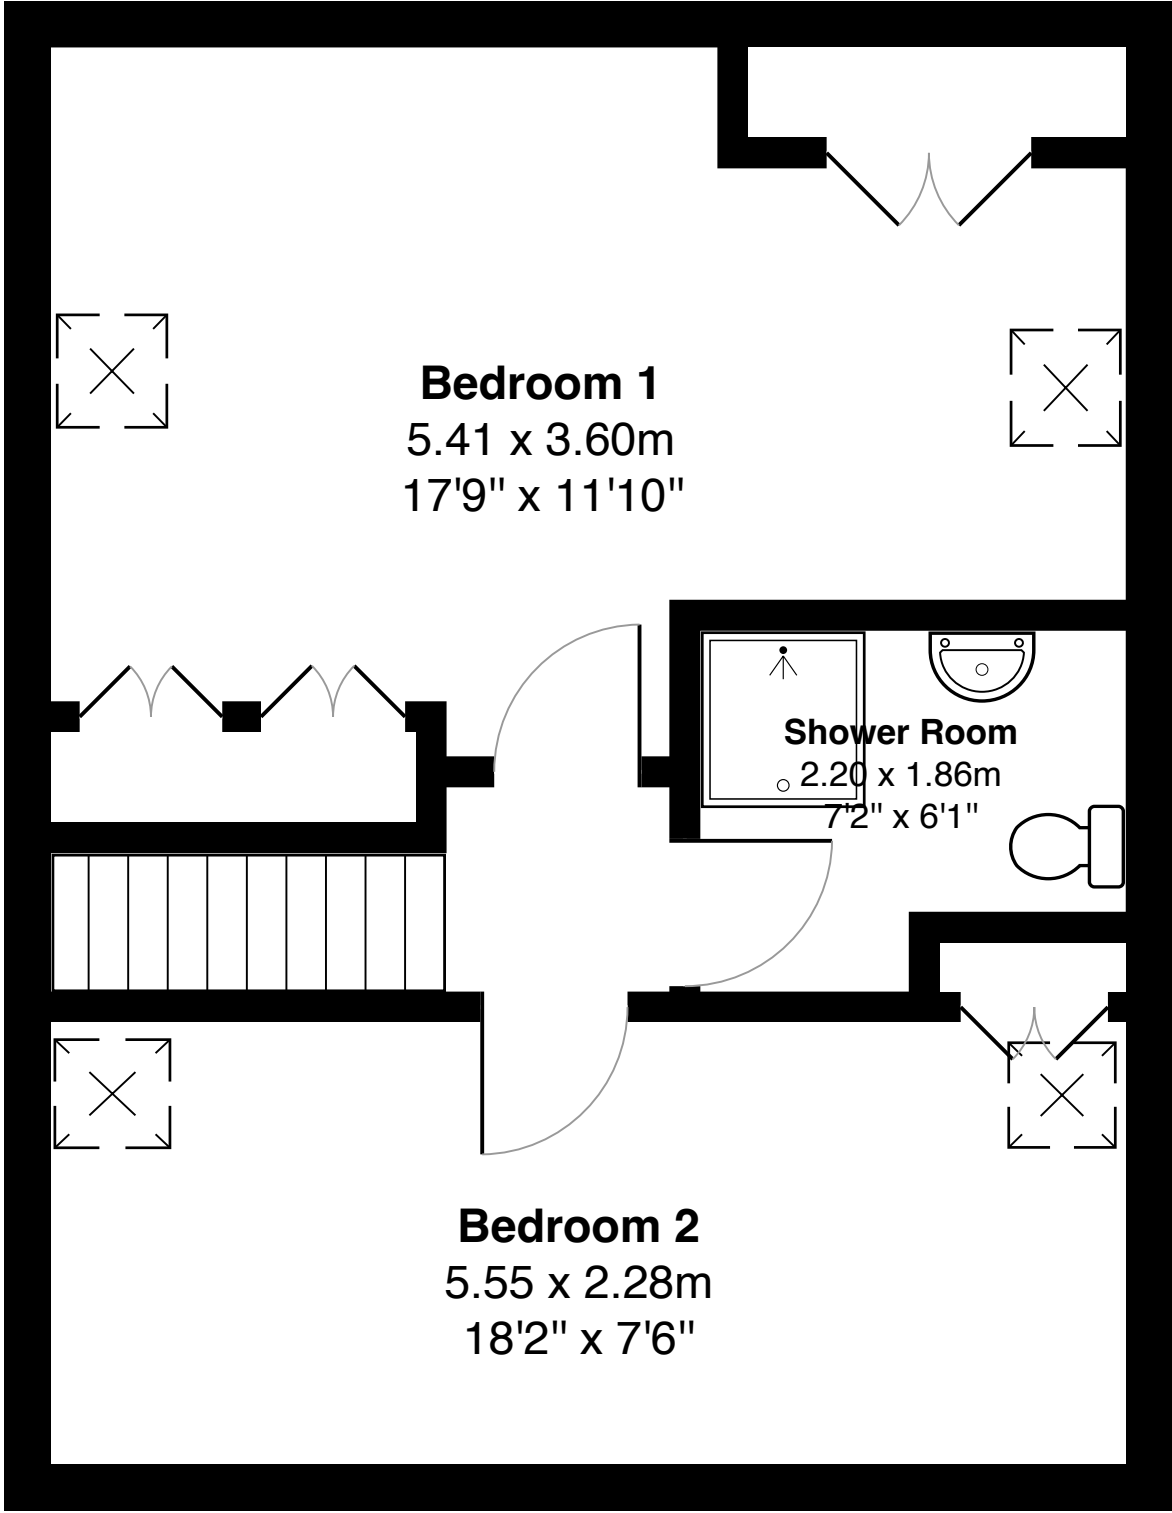 Bedroom 1
5.41 x 3.60m
17'9" x 11'10"
Shower Room
2.20 x 1.86m
7'2" x 6'1"
Bedroom 2
5.55 x 2.28m
18'2" x 7'6"